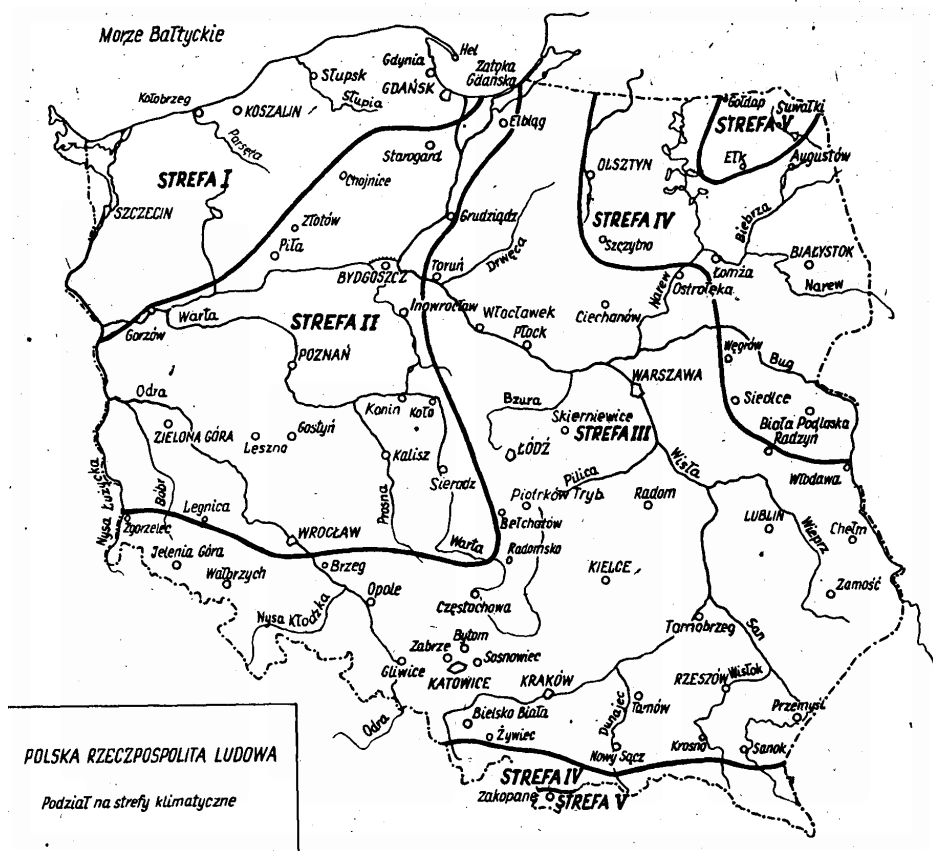 Morze Bałtyckie
Hel
Gdynia
Zatoka
Gdańska
Słupsk
GDAŃSK
Słupia
Kołobrzeg
KOSZALIN
Parsęta
Elbląg
Gołdap
Suwałki
STREFA V
Starogard
Ełk
Augustów
OLSZTYN
Chojnice
STREFA I
SZCZECIN
Złotów
Grudziądz
STREFA IV
Biebrza
Szczytno
Piła
Drwęca
BYDGOSZCZ
Toruń
Łomża
BIAŁYSTOK
Narew
Ostrołęka
Narew
Inowrocław
Warta
STREFA II
Włocławek
Ciechanów
Gorzów
Płock
POZNAŃ
Węgrów
Bug
WARSZAWA
Odra
Bzura
Konin
Koło
Siedlce
Skierniewice
Biała Podlaska
ZIELONA GÓRA
Gostyń
Leszno
STREFA III
Radzyń
ŁÓDŹ
Kalisz
Wisła
Włodawa
Sieradz
Pilica
Nysa Łużycka
Bóbr
Prosna
Piotrków Tryb.
Radom
Legnica
Bełchatów
LUBLIN
Wieprz
Zgorzelec
WROCŁAW
Warta
Chełm
Jelenia Góra
Radomsko
Brzeg
KIELCE
Wałbrzych
Opole
Częstochowa
Zamość
Nysa Kłodzka
Tarnobrzeg
San
Bytom
Zabrze
Sosnowiec
Gliwice
KATOWICE
KRAKÓW
RZESZÓW
Wisłok
Dunajec
Tarnów
Przemyśl
Odra
Bielsko Biała
Żywiec
Nowy Sącz
Krosno
Sanok
STREFA IV
Zakopane
STREFA V
POLSKA RZECZPOSPOLITA LUDOWA
Podział na strefy klimatyczne